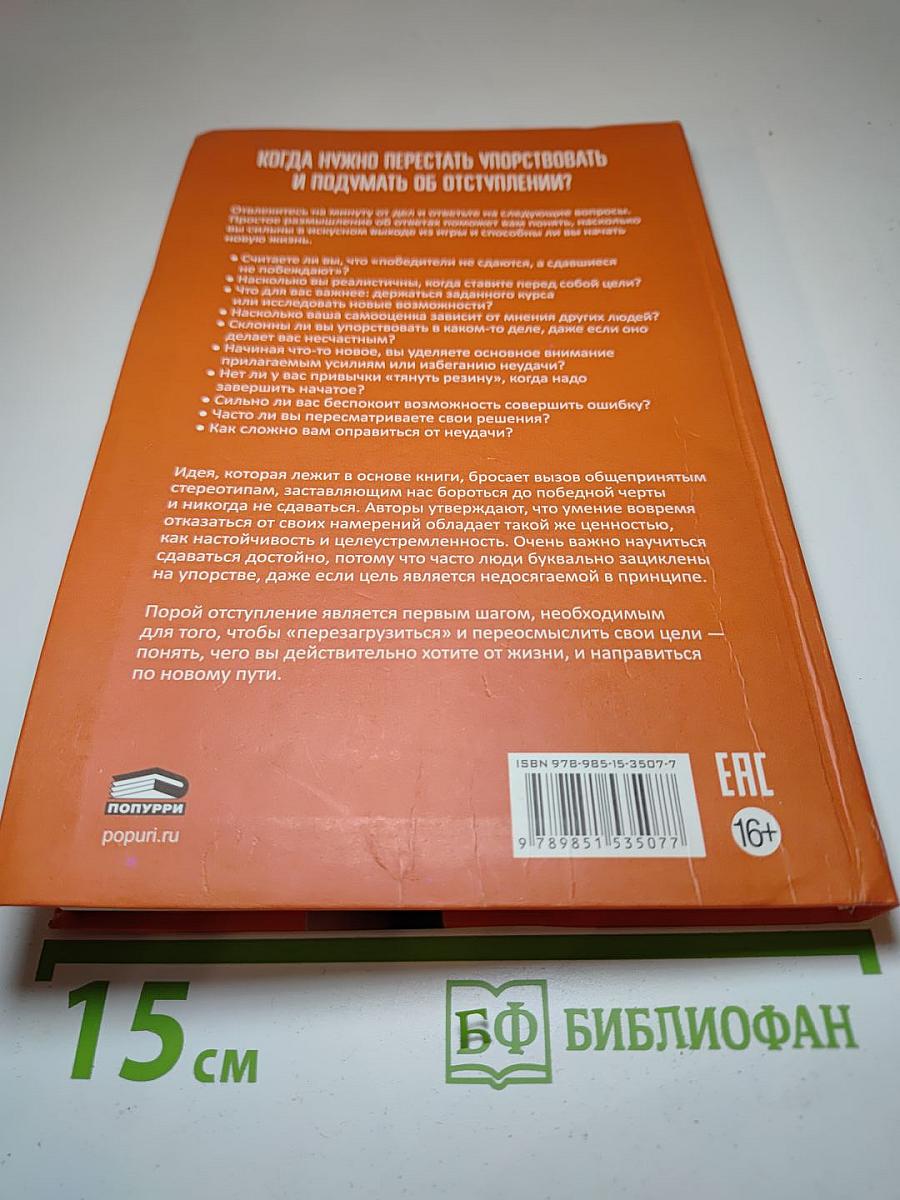 КОГДА НУЖНО ПЕРЕСТАТЬ УПОРСТВОВАТЬ
И ПОДУМАТЬ ОБ ОТСТУПЛЕНИИ?
Отвлекитесь на минуту от дел и ответьте на следующие вопросы.
Простое размышление об ответах поможет вам понять, насколько
вы сильны в искусном выходе из игры и способны ли вы начать
новую жизнь.
• Считаете ли вы, что «победители не сдаются, а сдавшиеся
не побеждают»?
• Насколько вы реалистичны, когда ставите перед собой цели?
• Что для вас важнее: держаться заданного курса
или исследовать новые возможности?
• Насколько ваша самооценка зависит от мнения других людей?
• Склонны ли вы упорствовать в каком-то деле, даже если оно
делает вас несчастным?
• Начиная что-то новое, вы уделяете основное внимание
прилагаемым усилиям или избеганию неудачи?
• Нет ли у вас привычки «тянуть резину», когда надо
завершить начатое?
• Сильно ли вас беспокоит возможность совершить ошибку?
• Часто ли вы пересматриваете свои решения?
• Как сложно вам оправиться от неудачи?
Идея, которая лежит в основе книги, бросает вызов общепринятым
стереотипам, заставляющим нас бороться до победной черты
и никогда не сдаваться. Авторы утверждают, что умение вовремя
отказаться от своих намерений обладает такой же ценностью,
как настойчивость и целеустремленность. Очень важно научиться
сдаваться достойно, потому что часто люди буквально зациклены
на упорстве, даже если цель является недосягаемой в принципе.
Порой отступление является первым шагом, необходимым
для того, чтобы «перезагрузиться» и переосмыслить свои цели —
понять, чего вы действительно хотите от жизни, и направиться
по новому пути.
ПОПУРРИ
popuri.ru
ISBN 978-985-15-3507-7
9 789851 535077
EAC
16+
15 см
БФ БИБЛИОФАН